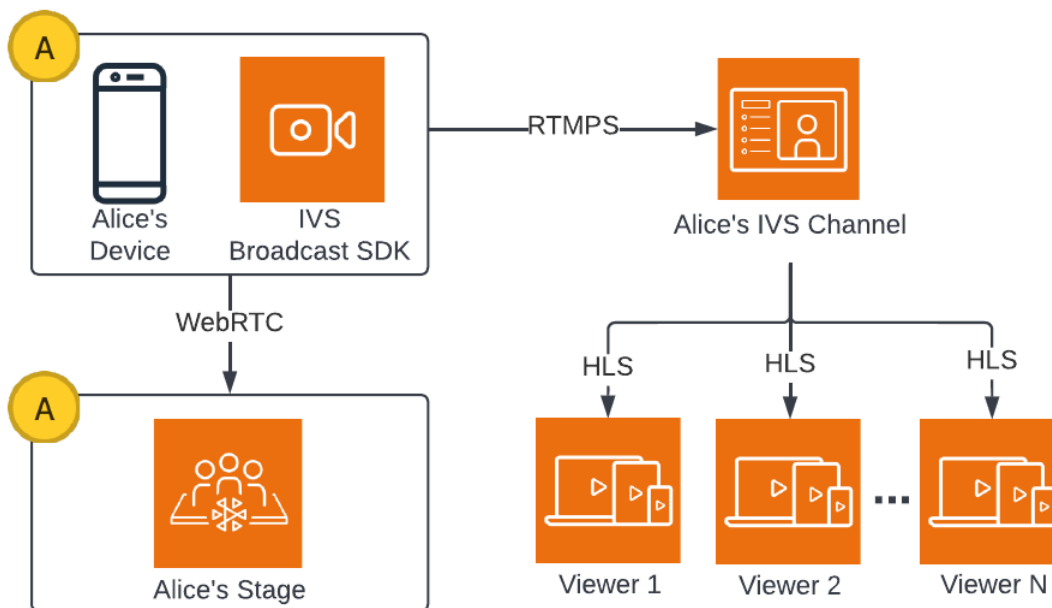 A
Alice's
Device
IVS
Broadcast SDK
RTMPS
Alice's IVS Channel
WebRTC
HLS
HLS
HLS
A
Alice's Stage
Viewer 1
Viewer 2
...
Viewer N